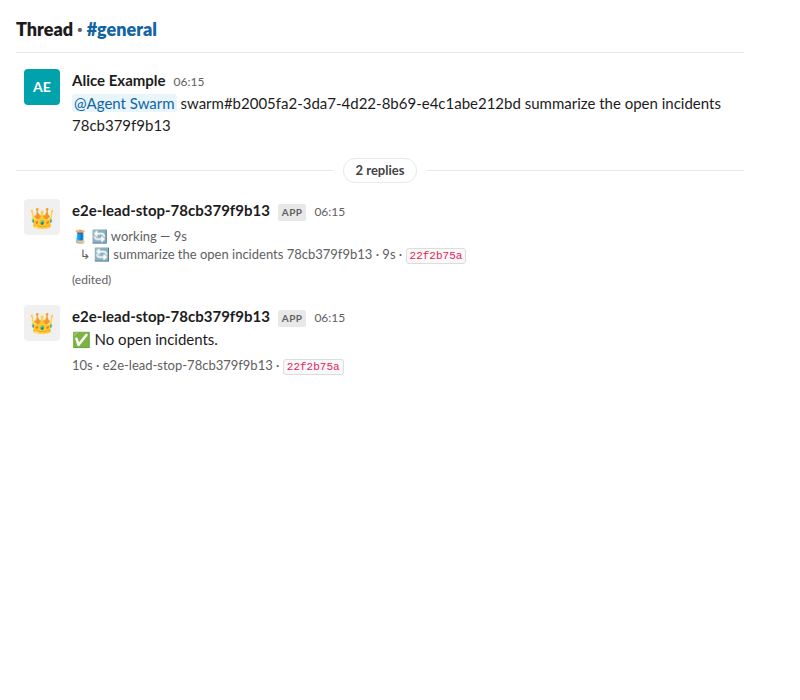 Thread • #general
AE
Alice Example 06:15
@Agent Swarm swarm#b2005fa2-3da7-4d22-8b69-e4c1abe212bd summarize the open incidents
78cb379f9b13
2 replies
e2e-lead-stop-78cb379f9b13 APP 06:15
🧵 🔄 working — 9s
↳ 🔄 summarize the open incidents 78cb379f9b13 · 9s · 22f2b75a
(edited)
e2e-lead-stop-78cb379f9b13 APP 06:15
✅ No open incidents.
10s · e2e-lead-stop-78cb379f9b13 · 22f2b75a